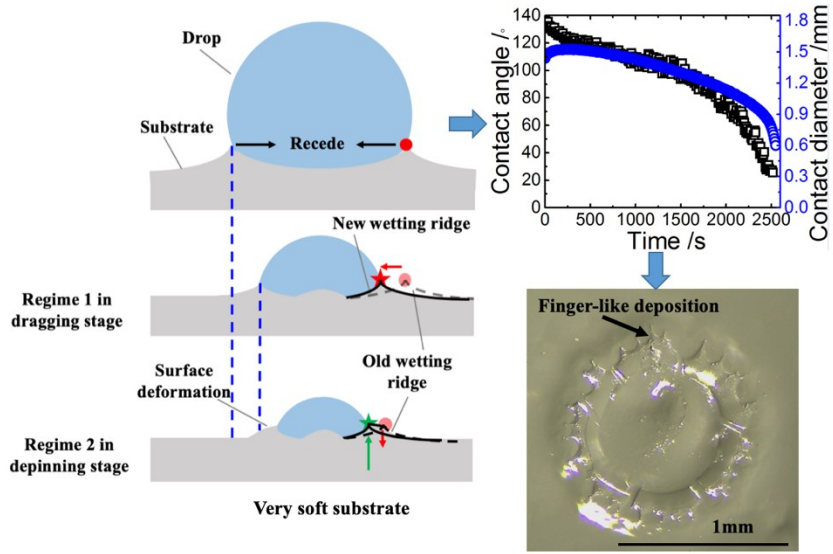 Drop
Substrate
Recede
New wetting ridge
Regime 1 in
dragging stage
Old wetting
ridge
Surface
deformation
Regime 2 in
depinning stage
Very soft substrate
Contact angle /°
140
120
100
80
60
40
20
0
0 500 1000 1500 2000 2500
Time /s
1.8
1.5
1.2
0.9
0.6
0.3
0.0
Contact diameter /mm
Finger-like deposition
1mm